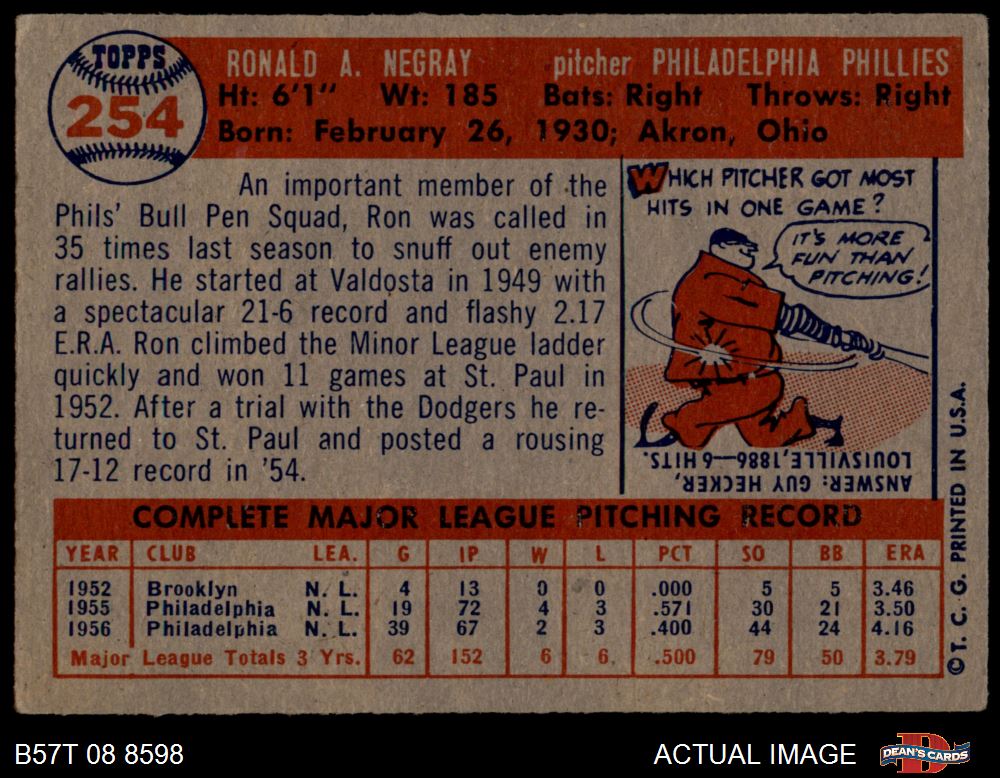 TOPPS
254
RONALD A. NEGRAY pitcher PHILADELPHIA PHILLIES
Ht: 6'1" Wt: 185 Bats: Right Throws: Right
Born: February 26, 1930; Akron, Ohio
An important member of the
Phils' Bull Pen Squad, Ron was called in
35 times last season to snuff out enemy
rallies. He started at Valdosta in 1949 with
a spectacular 21-6 record and flashy 2.17
E.R.A. Ron climbed the Minor League ladder
quickly and won 11 games at St. Paul in
1952. After a trial with the Dodgers he re-
turned to St. Paul and posted a rousing
17-12 record in '54.
WHICH PITCHER GOT MOST
HITS IN ONE GAME?
IT'S MORE
FUN THAN
PITCHING!
ANSWER: GUY HECKER,
LOUISVILLE, 1886—6 HITS.
COMPLETE MAJOR LEAGUE PITCHING RECORD
YEAR CLUB LEA. G IP W L PCT SO BB ERA
1952 Brooklyn N. L. 4 13 0 0 .000 5 5 3.46
1955 Philadelphia N. L. 19 72 4 3 .571 30 21 3.50
1956 Philadelphia N. L. 39 67 2 3 .400 44 24 4.16
Major League Totals 3 Yrs. 62 152 6 6 .500 79 50 3.79
© T. C. G. PRINTED IN U.S.A.
B57T 08 8598
ACTUAL IMAGE
D
DEAN'S CARDS